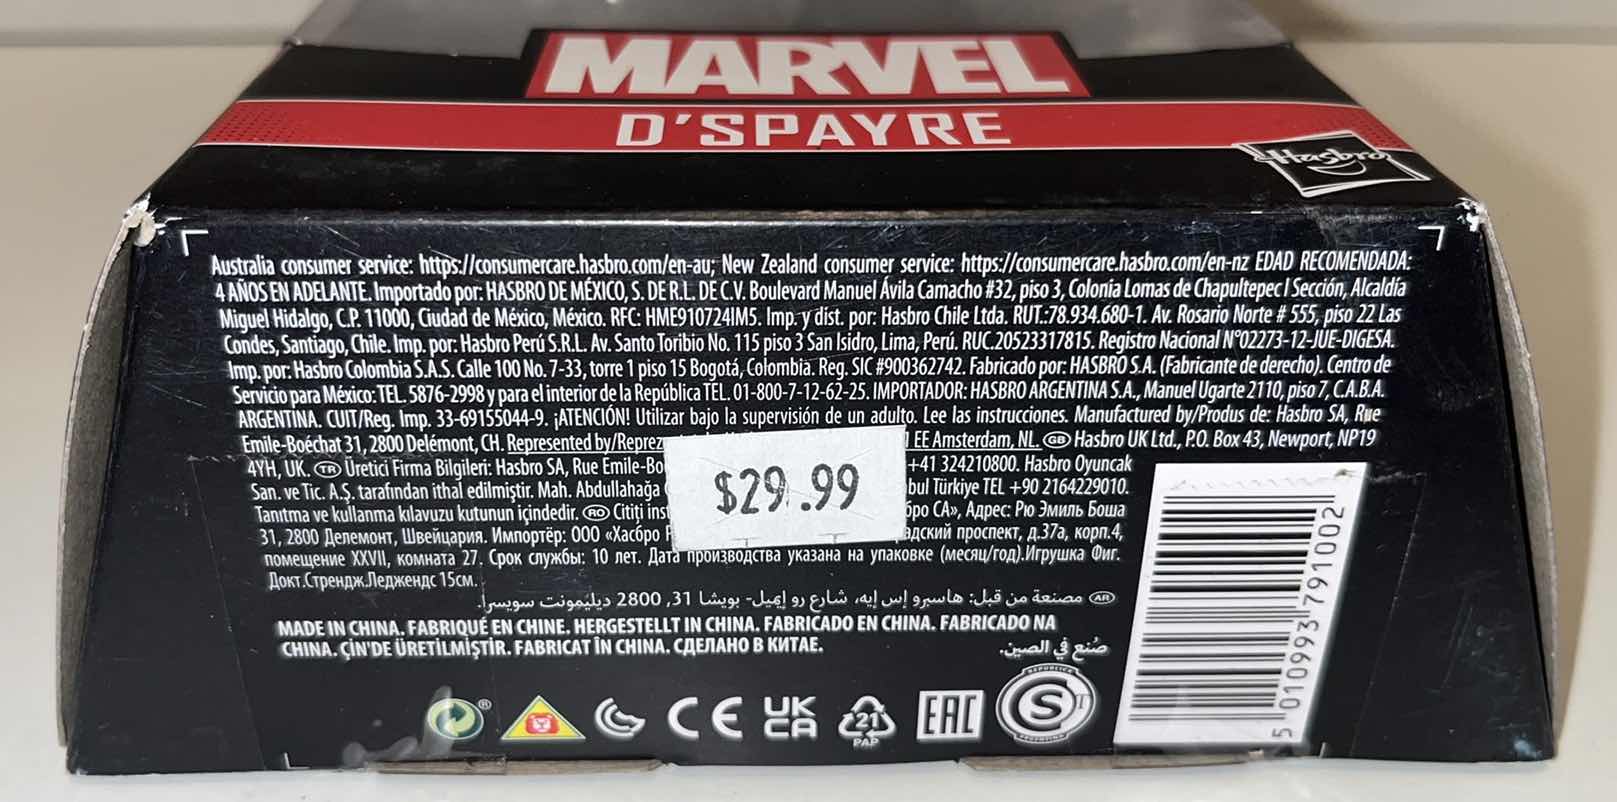 MARVEL
D'SPAYRE
Hasbro
Australia consumer service: https://consumercare.hasbro.com/en-au; New Zealand consumer service: https://consumercare.hasbro.com/en-nz EDAD RECOMENDADA:
4 AÑOS EN ADELANTE. Importado por: HASBRO DE MÉXICO, S. DE R.L. DE C.V. Boulevard Manuel Ávila Camacho #32, piso 3, Colonia Lomas de Chapultepec I Sección, Alcaldía
Miguel Hidalgo, C.P. 11000, Ciudad de México, México. RFC: HME910724IM5. Imp. y dist. por: Hasbro Chile Ltda. RUT.:78.934.680-1. Av. Rosario Norte # 555, piso 22 Las
Condes, Santiago, Chile. Imp. por: Hasbro Perú S.R.L. Av. Santo Toribio No. 115 piso 3 San Isidro, Lima, Perú. RUC.20523317815. Registro Nacional N°02273-12-JUE-DIGESA.
Imp. por: Hasbro Colombia S.A.S. Calle 100 No. 7-33, torre 1 piso 15 Bogotá, Colombia. Reg. SIC #900362742. Fabricado por: HASBRO S.A. (Fabricante de derecho). Centro de
Servicio para México: TEL. 5876-2998 y para el interior de la República TEL. 01-800-7-12-62-25. IMPORTADOR: HASBRO ARGENTINA S.A., Manuel Ugarte 2110, piso 7, C.A.B.A.
ARGENTINA. CUIT/Reg. Imp. 33-69155044-9. ¡ATENCIÓN! Utilizar bajo la supervisión de un adulto. Lee las instrucciones. Manufactured by/Produs de: Hasbro SA, Rue
Emile-Boéchat 31, 2800 Delémont, CH. Represented by/Reprez EE Amsterdam, NL. GB Hasbro UK Ltd., P.O. Box 43, Newport, NP19
4YH, UK. TR Üretici Firma Bilgileri: Hasbro SA, Rue Emile-Bo +41 324210800. Hasbro Oyuncak
San. ve Tic. A.Ş. tarafından ithal edilmiştir. Mah. Abdullahağa bul Türkiye TEL +90 2164229010.
Tanıtma ve kullanma kılavuzu kutunun içindedir. RO Citiți inst бро СА», Адрес: Рю Эмиль Боша
31, 2800 Делемонт, Швейцария. Импортёр: ООО «Хасбро адский проспект, д.37а, корп.4,
помещение XXVII, комната 27. Срок службы: 10 лет. Дата производства указана на упаковке (месяц/год).Игрушка Фиг.
Докт.Стрендж.Леджендс 15см.
$29.99
AR مصنعة من قبل: هاسبرو إس إيه، شارع رو إيميل- بويشا 31, 2800 ديليمونت سويسرا.
MADE IN CHINA. FABRIQUÉ EN CHINE. HERGESTELLT IN CHINA. FABRICADO EN CHINA. FABRICADO NA
CHINA. ÇİN'DE ÜRETİLMİŞTİR. FABRICAT ÎN CHINA. СДЕЛАНО В КИТАЕ.
صُنع في الصين.
CE UK CA 21 PAP EAC S
5 010993 791002